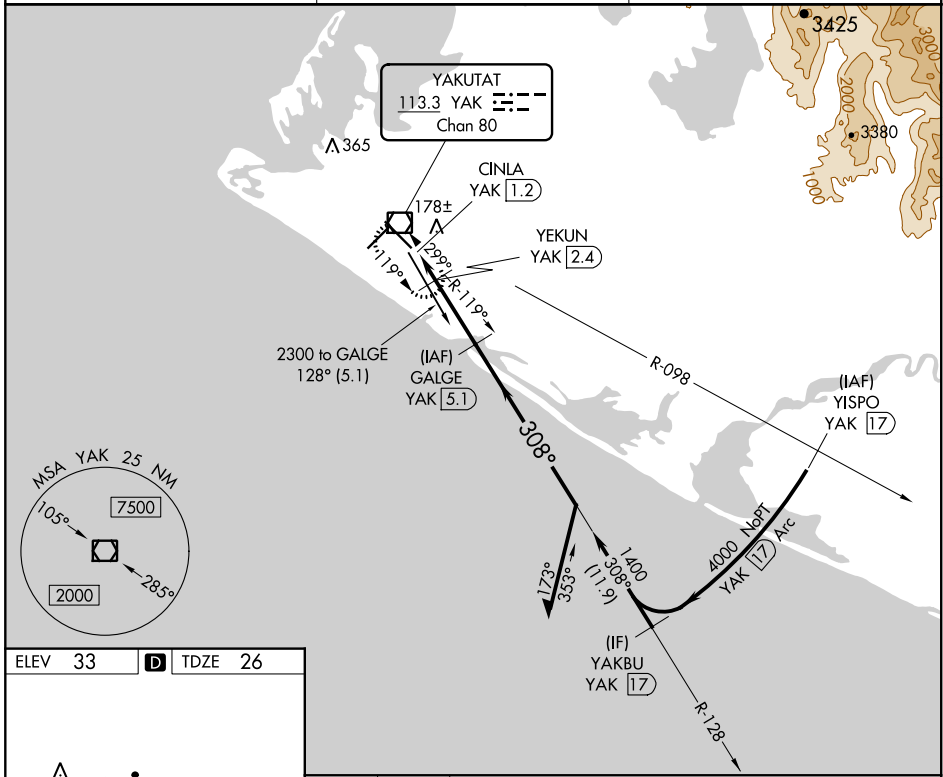 3425
3000
2000
3380
1000
YAKUTAT
113.3 YAK
Chan 80
365
178±
CINLA
YAK 1.2
YEKUN
YAK 2.4
299°
119°
R-119°
2300 to GALGE
128° (5.1)
(IAF)
GALGE
YAK 5.1
R-098
(IAF)
YISPO
YAK 17
308°
4000 NoPT
YAK 17 Arc
1400
308°
(11.9)
173°
353°
(IF)
YAKBU
YAK 17
R-128
MSA YAK 25 NM
105°
7500
285°
2000
ELEV 33 D TDZE 26